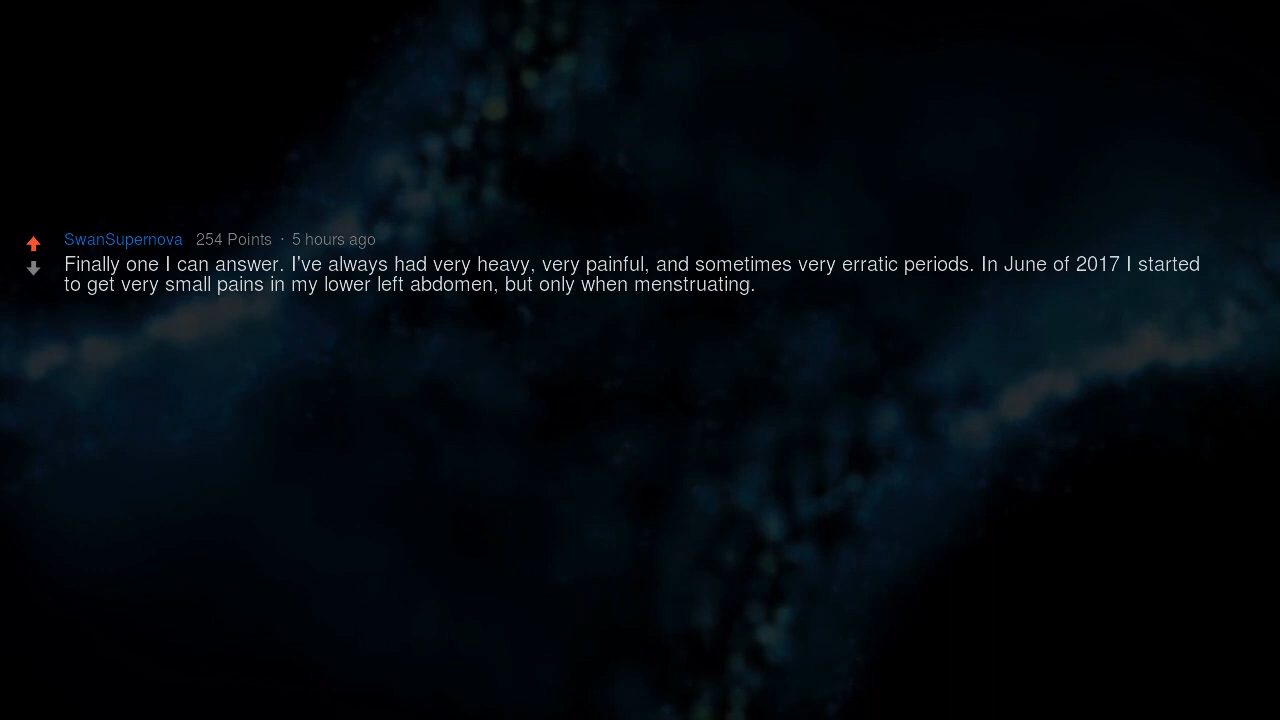 SwanSupernova 254 Points · 5 hours ago
Finally one I can answer. I've always had very heavy, very painful, and sometimes very erratic periods. In June of 2017 I started
to get very small pains in my lower left abdomen, but only when menstruating.